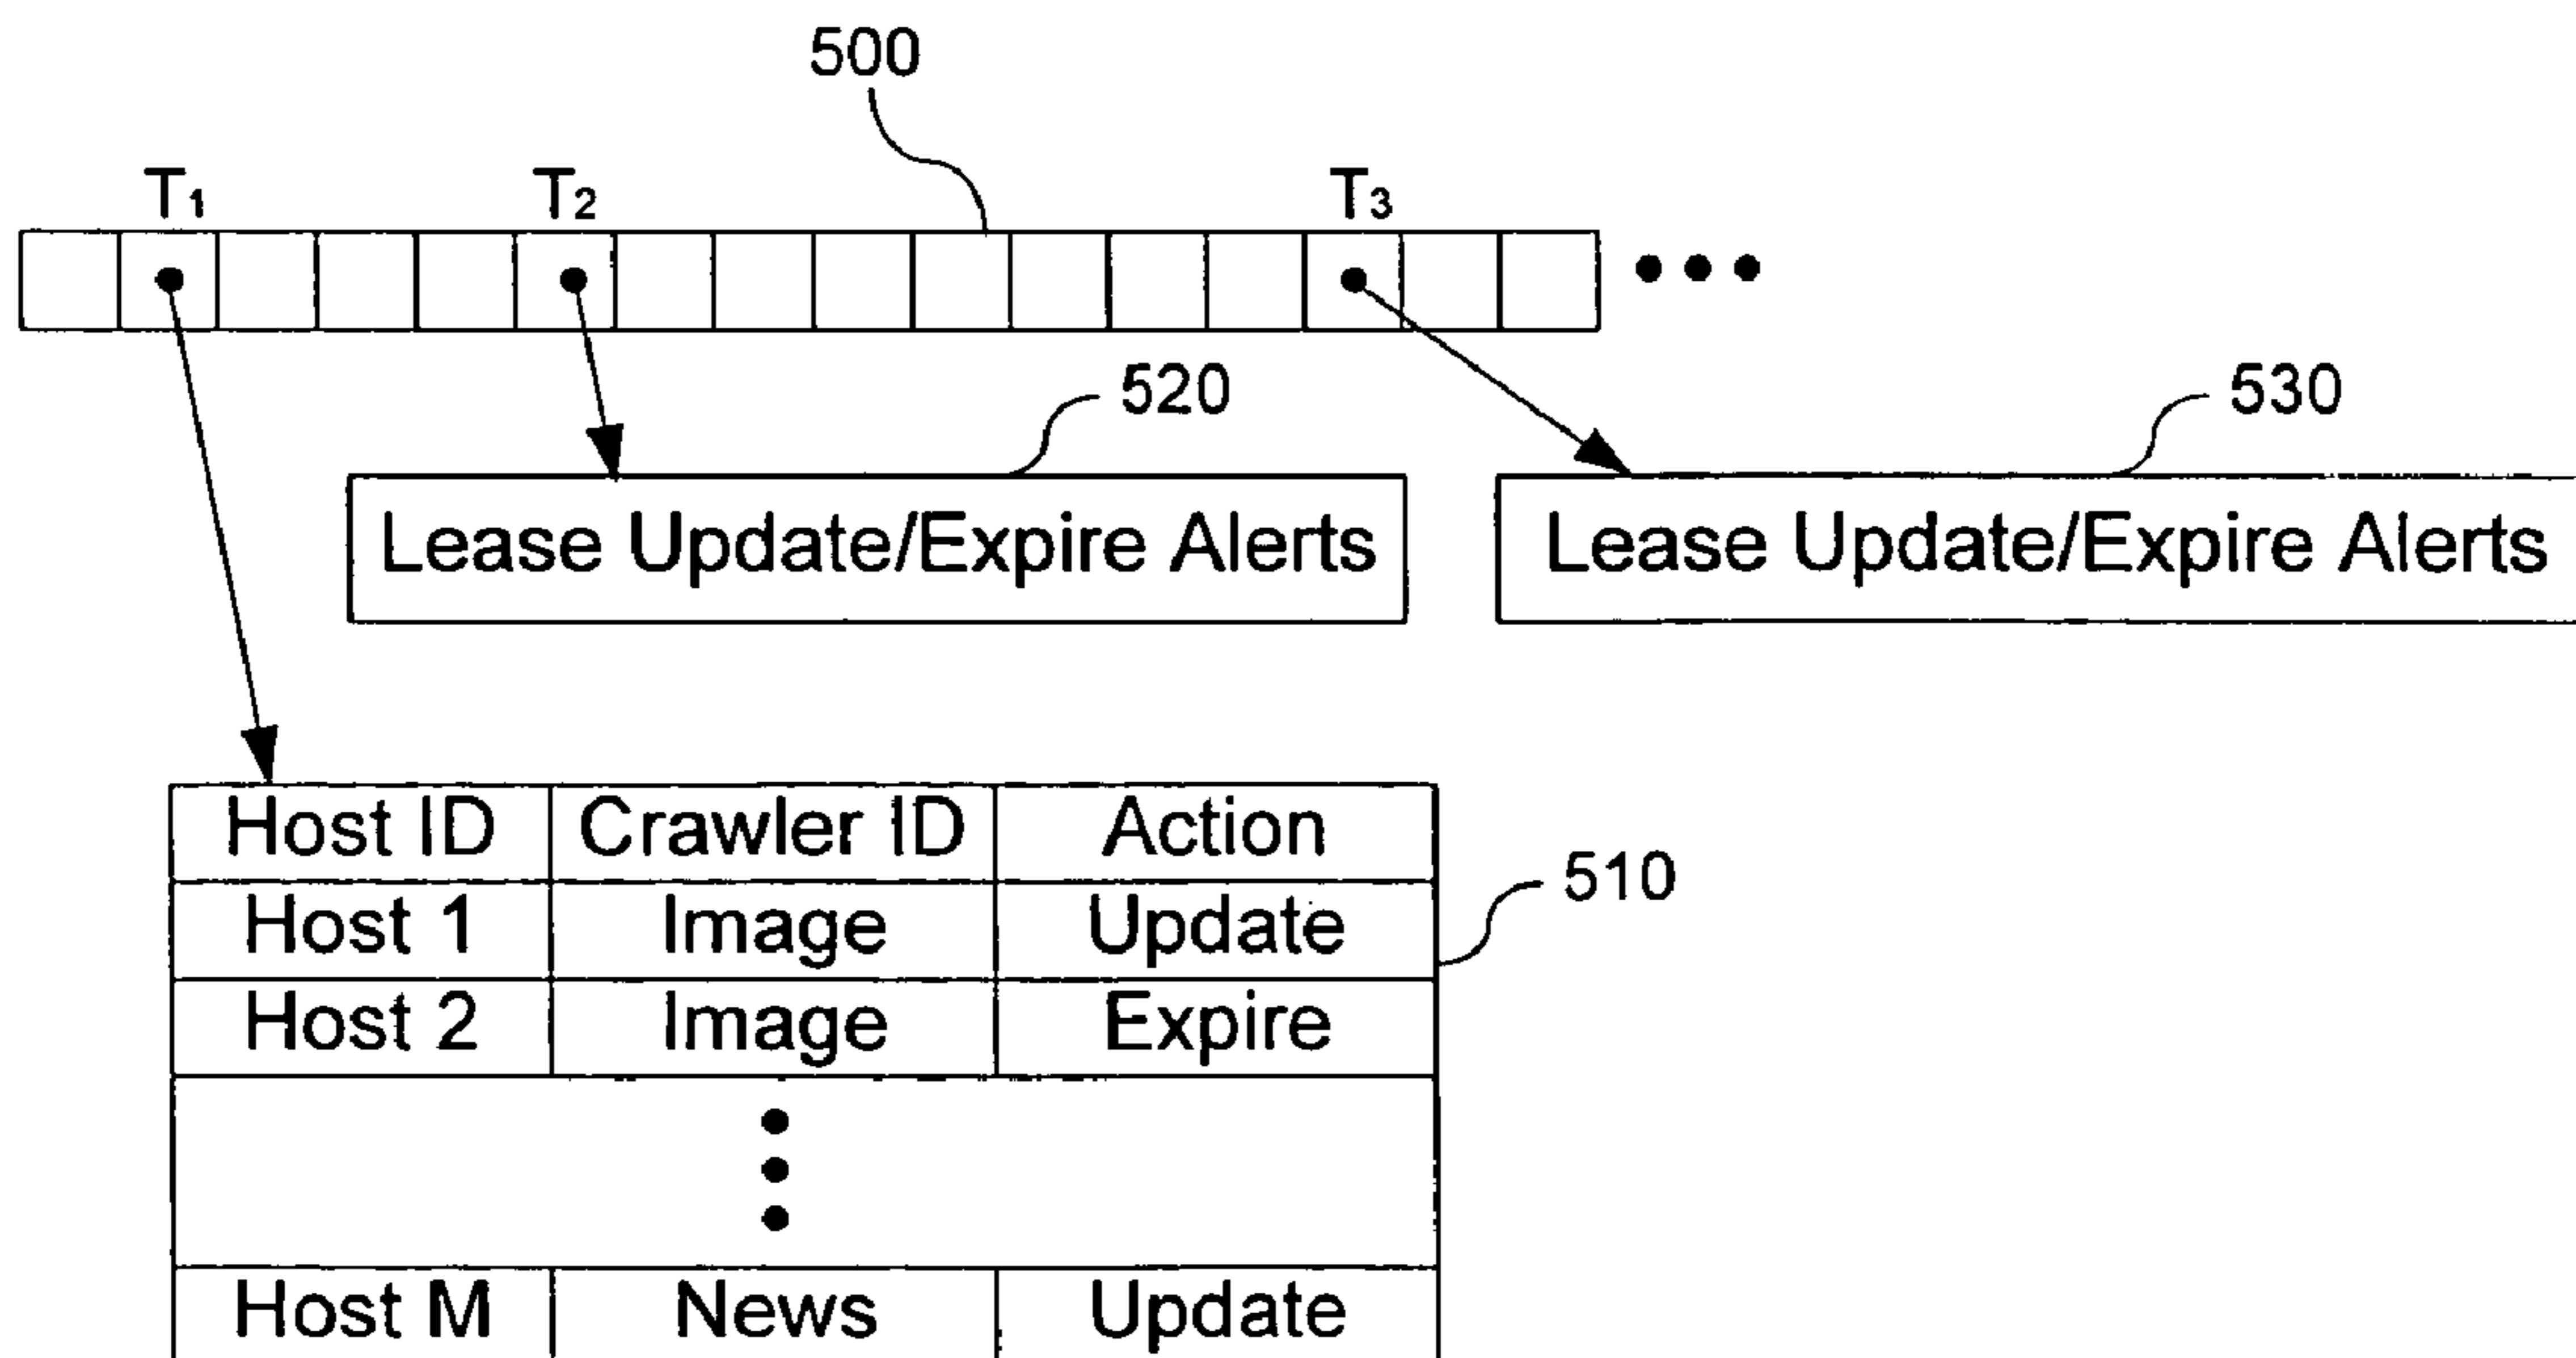 500
T1 T2 T3
520
530
Lease Update/Expire Alerts
Lease Update/Expire Alerts
Host ID Crawler ID Action
510
Host 1 Image Update
Host 2 Image Expire
Host M News Update